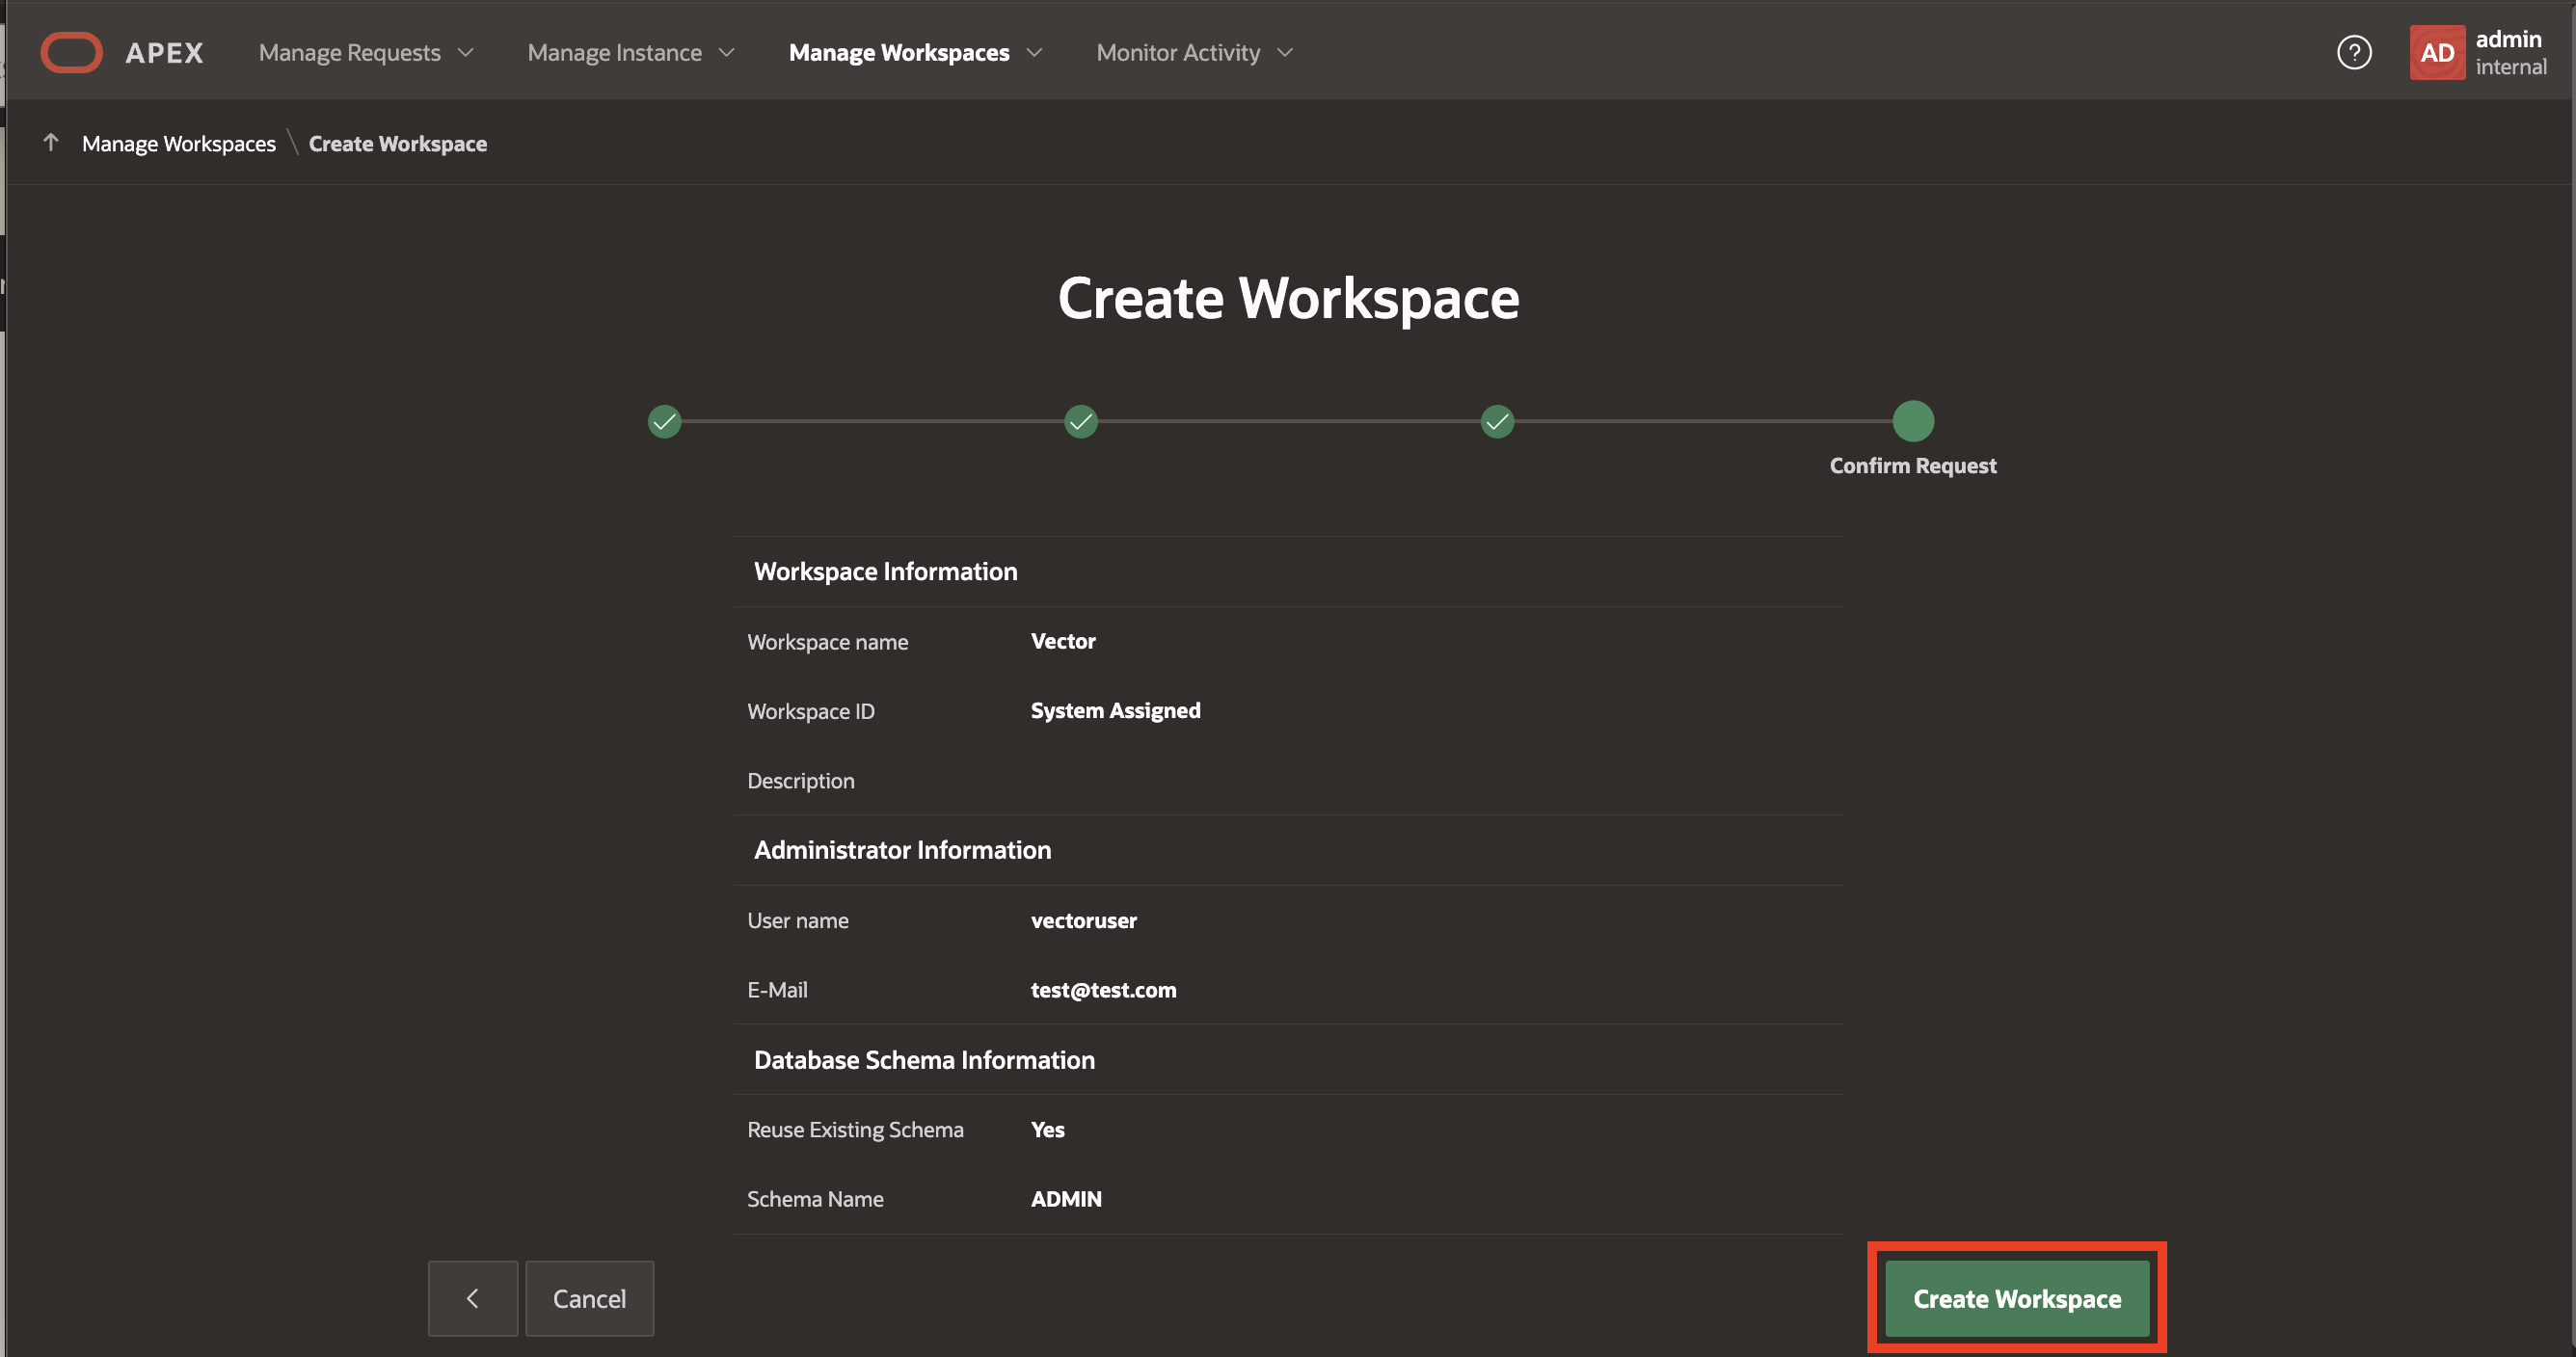 APEX Manage Requests Manage Instance Manage Workspaces Monitor Activity ? AD admin
internal
Manage Workspaces \ Create Workspace
Create Workspace
Confirm Request
Workspace Information
Workspace name Vector
Workspace ID System Assigned
Description
Administrator Information
User name vectoruser
E-Mail test@test.com
Database Schema Information
Reuse Existing Schema Yes
Schema Name ADMIN
Cancel Create Workspace